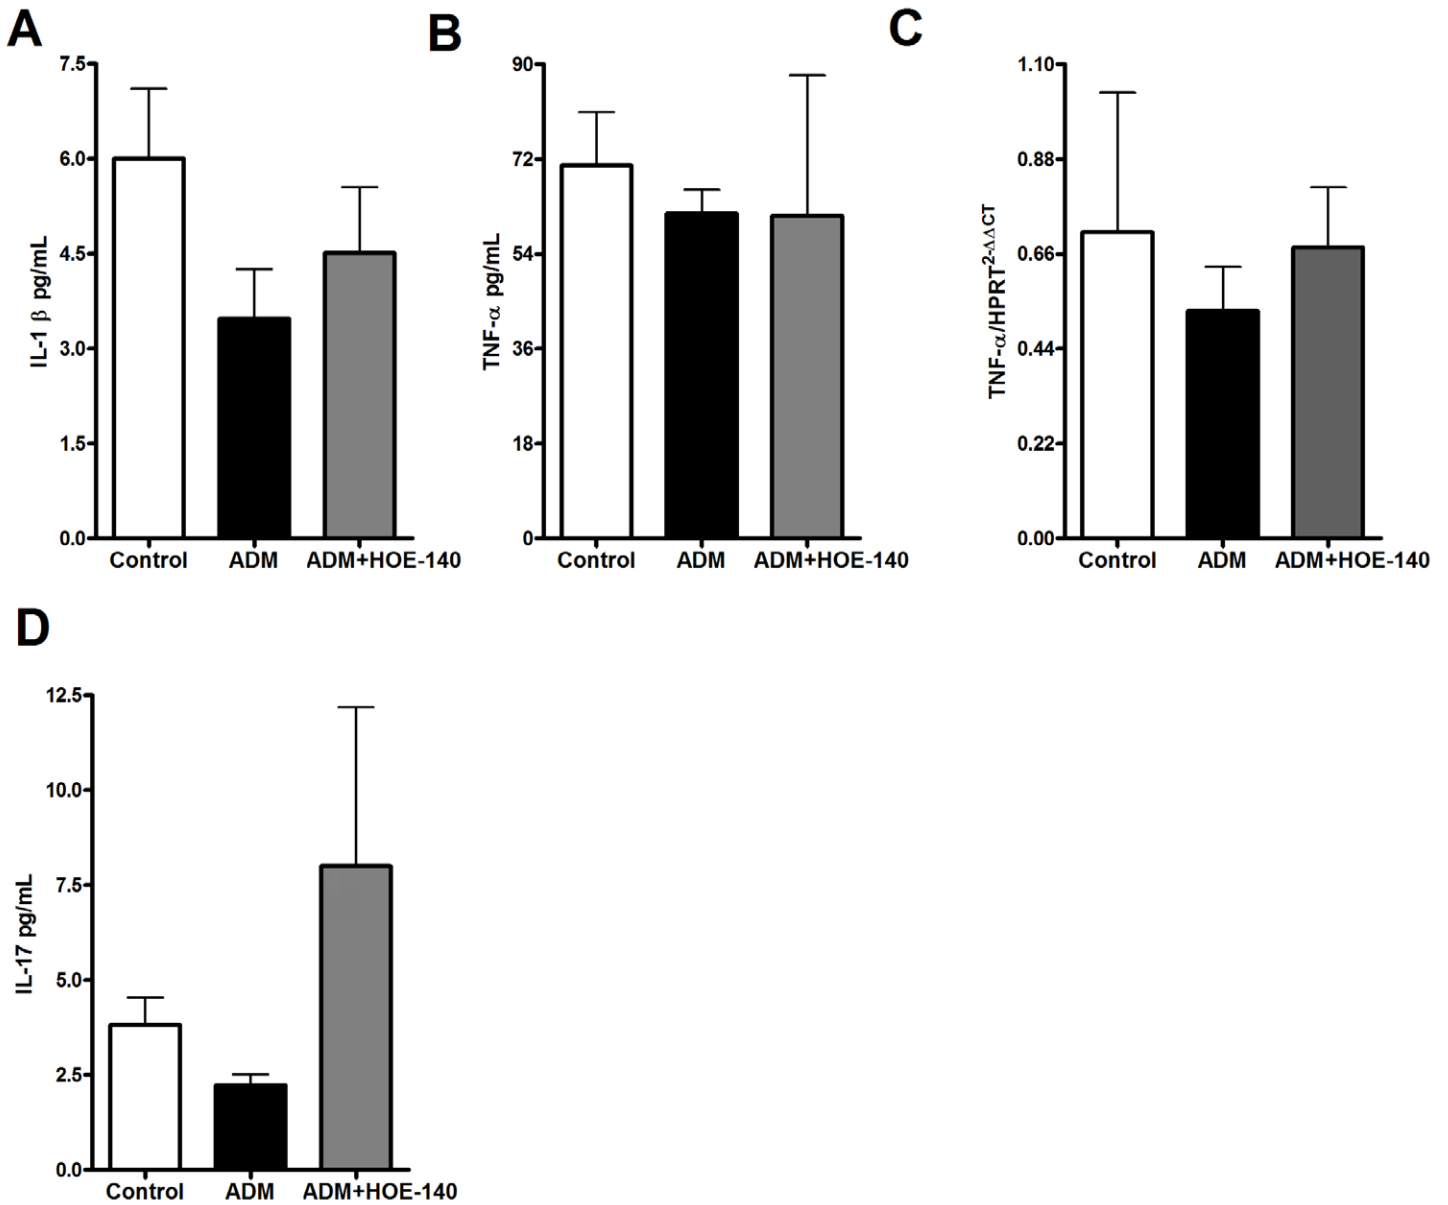 A
IL-1 β pg/mL
7.5
6.0
4.5
3.0
1.5
0.0
Control ADM ADM+HOE-140
B
TNF-α pg/mL
90
72
54
36
18
0
Control ADM ADM+HOE-140
C
TNF-α/HPRT2-ΔΔCT
1.10
0.88
0.66
0.44
0.22
0.00
Control ADM ADM+HOE-140
D
IL-17 pg/mL
12.5
10.0
7.5
5.0
2.5
0.0
Control ADM ADM+HOE-140